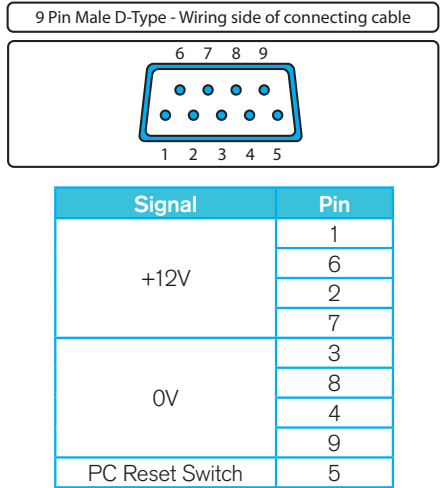 9 Pin Male D-Type - Wiring side of connecting cable
6 7 8 9
1 2 3 4 5
Signal Pin
+12V
1
6
2
7
0V
3
8
4
9
PC Reset Switch 5